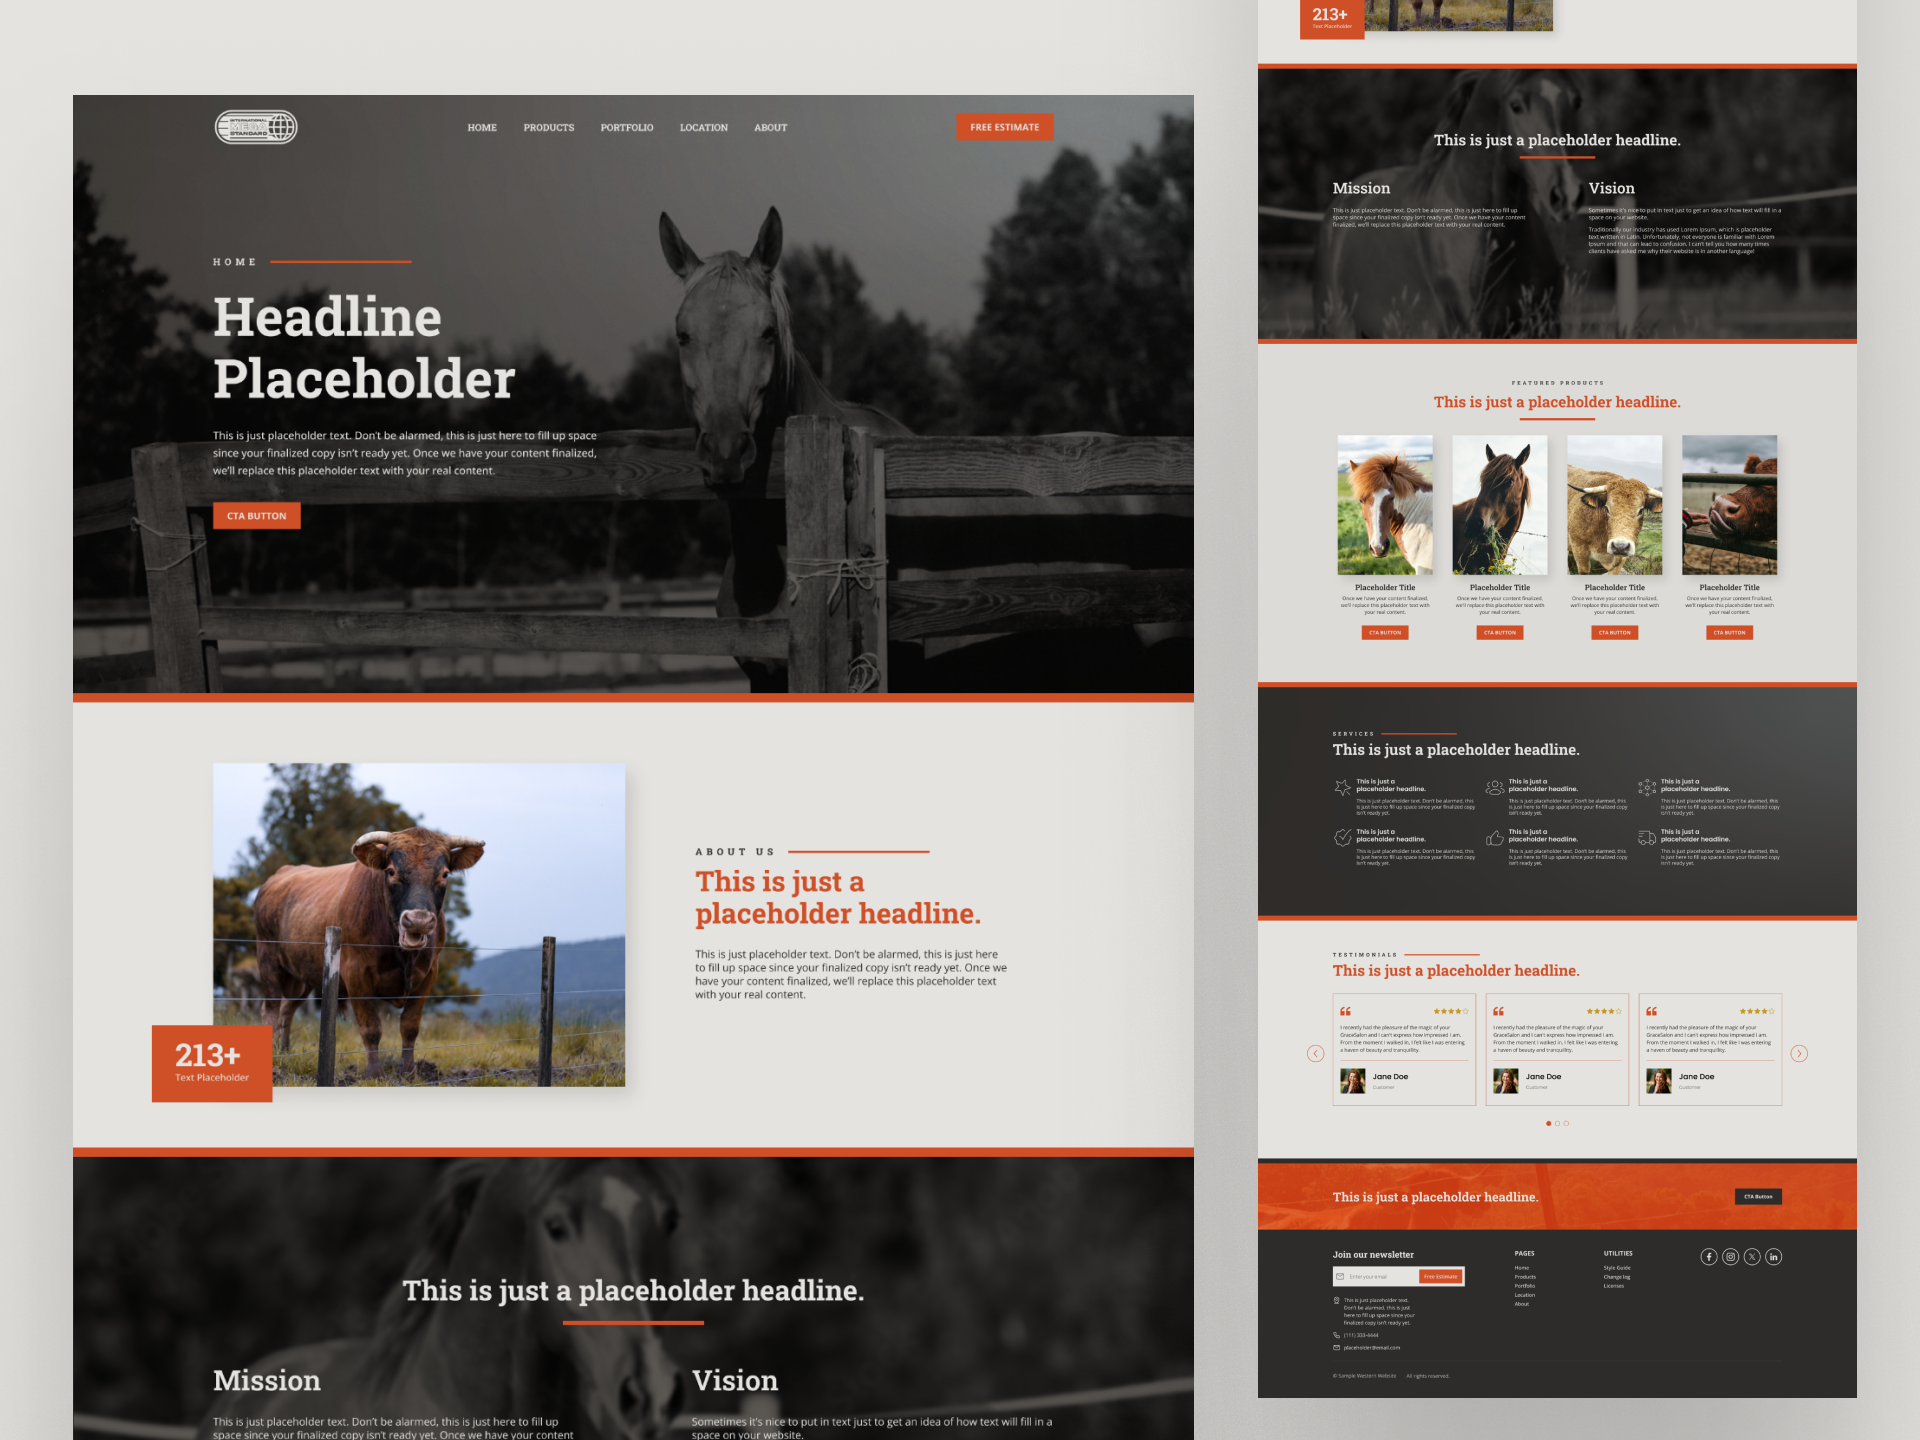 INTERNATIONAL
MEGA
STANDARD
HOME
PRODUCTS
PORTFOLIO
LOCATION
ABOUT
FREE ESTIMATE
HOME
Headline
Placeholder
This is just placeholder text. Don't be alarmed, this is just here to fill up space
since your finalized copy isn't ready yet. Once we have your content finalized,
we'll replace this placeholder text with your real content.
CTA BUTTON
213+
Text Placeholder
ABOUT US
This is just a
placeholder headline.
This is just placeholder text. Don't be alarmed, this is just here
to fill up space since your finalized copy isn't ready yet. Once we
have your content finalized, we'll replace this placeholder text
with your real content.
This is just a placeholder headline.
Mission
This is just placeholder text. Don't be alarmed, this is just here to fill up
space since your finalized copy isn't ready yet. Once we have your content
Vision
Sometimes it's nice to put in text just to get an idea of how text will fill in a
space on your website.
213+
Text Placeholder
This is just a placeholder headline.
Mission
This is just placeholder text. Don't be alarmed, this is just here to fill up
space since your finalized copy isn't ready yet. Once we have your content
finalized, we'll replace this placeholder text with your real content.
Vision
Sometimes it's nice to put in text just to get an idea of how text will fill in a
space on your website.
Traditionally our industry has used Lorem Ipsum, which is placeholder
text written in Latin. Unfortunately, not everyone is familiar with Lorem
Ipsum and that can lead to confusion. I can't tell you how many times
clients have asked me why their website is in another language!
FEATURED PRODUCTS
This is just a placeholder headline.
Placeholder Title
Once we have your content finalized,
we'll replace this placeholder text with
your real content.
CTA BUTTON
Placeholder Title
Once we have your content finalized,
we'll replace this placeholder text with
your real content.
CTA BUTTON
Placeholder Title
Once we have your content finalized,
we'll replace this placeholder text with
your real content.
CTA BUTTON
Placeholder Title
Once we have your content finalized,
we'll replace this placeholder text with
your real content.
CTA BUTTON
SERVICES
This is just a placeholder headline.
This is just a
placeholder headline.
This is just placeholder text. Don't be alarmed, this
is just here to fill up space since your finalized copy
isn't ready yet.
This is just a
placeholder headline.
This is just placeholder text. Don't be alarmed, this
is just here to fill up space since your finalized copy
isn't ready yet.
This is just a
placeholder headline.
This is just placeholder text. Don't be alarmed, this
is just here to fill up space since your finalized copy
isn't ready yet.
This is just a
placeholder headline.
This is just placeholder text. Don't be alarmed, this
is just here to fill up space since your finalized copy
isn't ready yet.
This is just a
placeholder headline.
This is just placeholder text. Don't be alarmed, this
is just here to fill up space since your finalized copy
isn't ready yet.
This is just a
placeholder headline.
This is just placeholder text. Don't be alarmed, this
is just here to fill up space since your finalized copy
isn't ready yet.
TESTIMONIALS
This is just a placeholder headline.
I recently had the pleasure of the magic of your
GraceSalon and I can't express how impressed I am.
From the moment I walked in, I felt like I was entering
a haven of beauty and tranquility.
Jane Doe
Customer
I recently had the pleasure of the magic of your
GraceSalon and I can't express how impressed I am.
From the moment I walked in, I felt like I was entering
a haven of beauty and tranquility.
Jane Doe
Customer
I recently had the pleasure of the magic of your
GraceSalon and I can't express how impressed I am.
From the moment I walked in, I felt like I was entering
a haven of beauty and tranquility.
Jane Doe
Customer
This is just a placeholder headline.
CTA Button
Join our newsletter
Enter your email
Free Estimate
This is just placeholder text.
Don't be alarmed, this is just
here to fill up space since your
finalized copy isn't ready yet.
(111) 333-4444
placeholder@email.com
PAGES
Home
Products
Portfolio
Location
About
UTILITIES
Style Guide
Change log
Licenses
© Sample Western Website
All rights reserved.